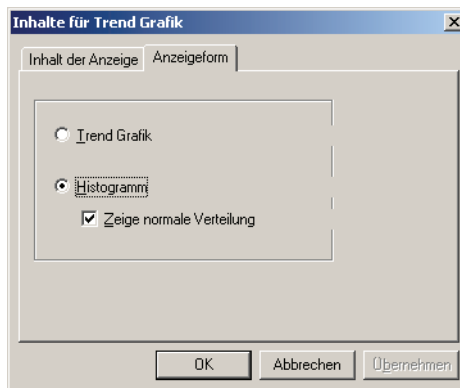 Inhalte für Trend Grafik
Inhalt der Anzeige
Anzeigeform
Trend Grafik
Histogramm
Zeige normale Verteilung
OK
Abbrechen
Übernehmen